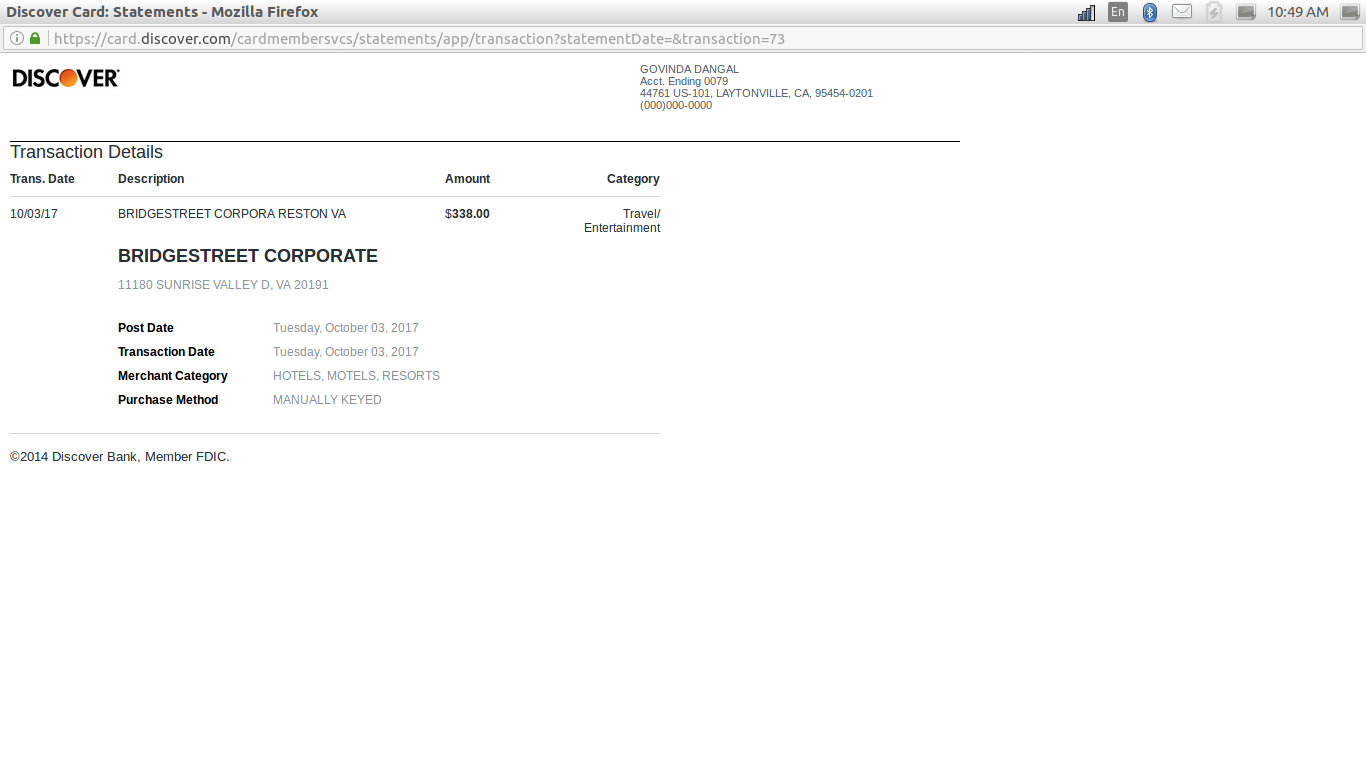 Discover Card: Statements - Mozilla Firefox
En
10:49 AM
https://card.discover.com/cardmembersvcs/statements/app/transaction?statementDate=&transaction=73
DISCOVER
GOVINDA DANGAL
Acct. Ending 0079
44761 US-101, LAYTONVILLE, CA, 95454-0201
(000)000-0000
Transaction Details
Trans. Date Description Amount Category
10/03/17 BRIDGESTREET CORPORA RESTON VA $338.00 Travel/
Entertainment
BRIDGESTREET CORPORATE
11180 SUNRISE VALLEY D, VA 20191
Post Date Tuesday, October 03, 2017
Transaction Date Tuesday, October 03, 2017
Merchant Category HOTELS, MOTELS, RESORTS
Purchase Method MANUALLY KEYED
©2014 Discover Bank, Member FDIC.